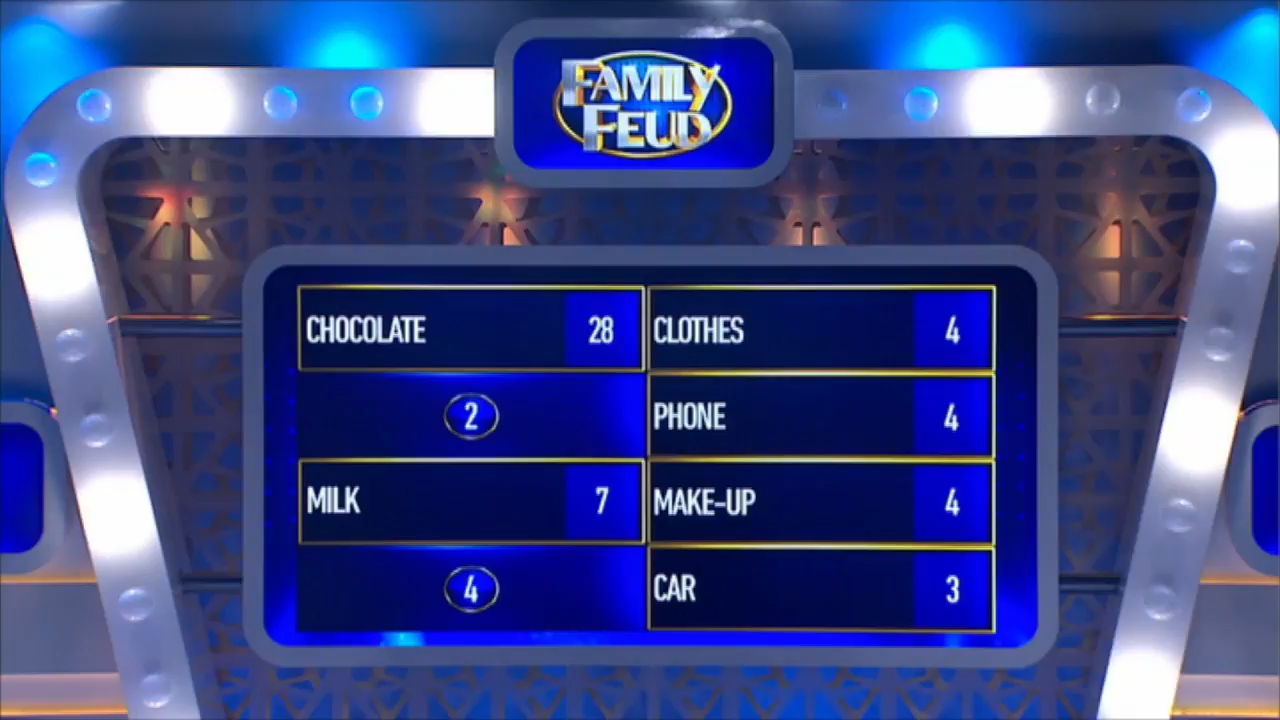 FAMILY
FEUD
CHOCOLATE 28
2
MILK 7
4
CLOTHES 4
PHONE 4
MAKE-UP 4
CAR 3